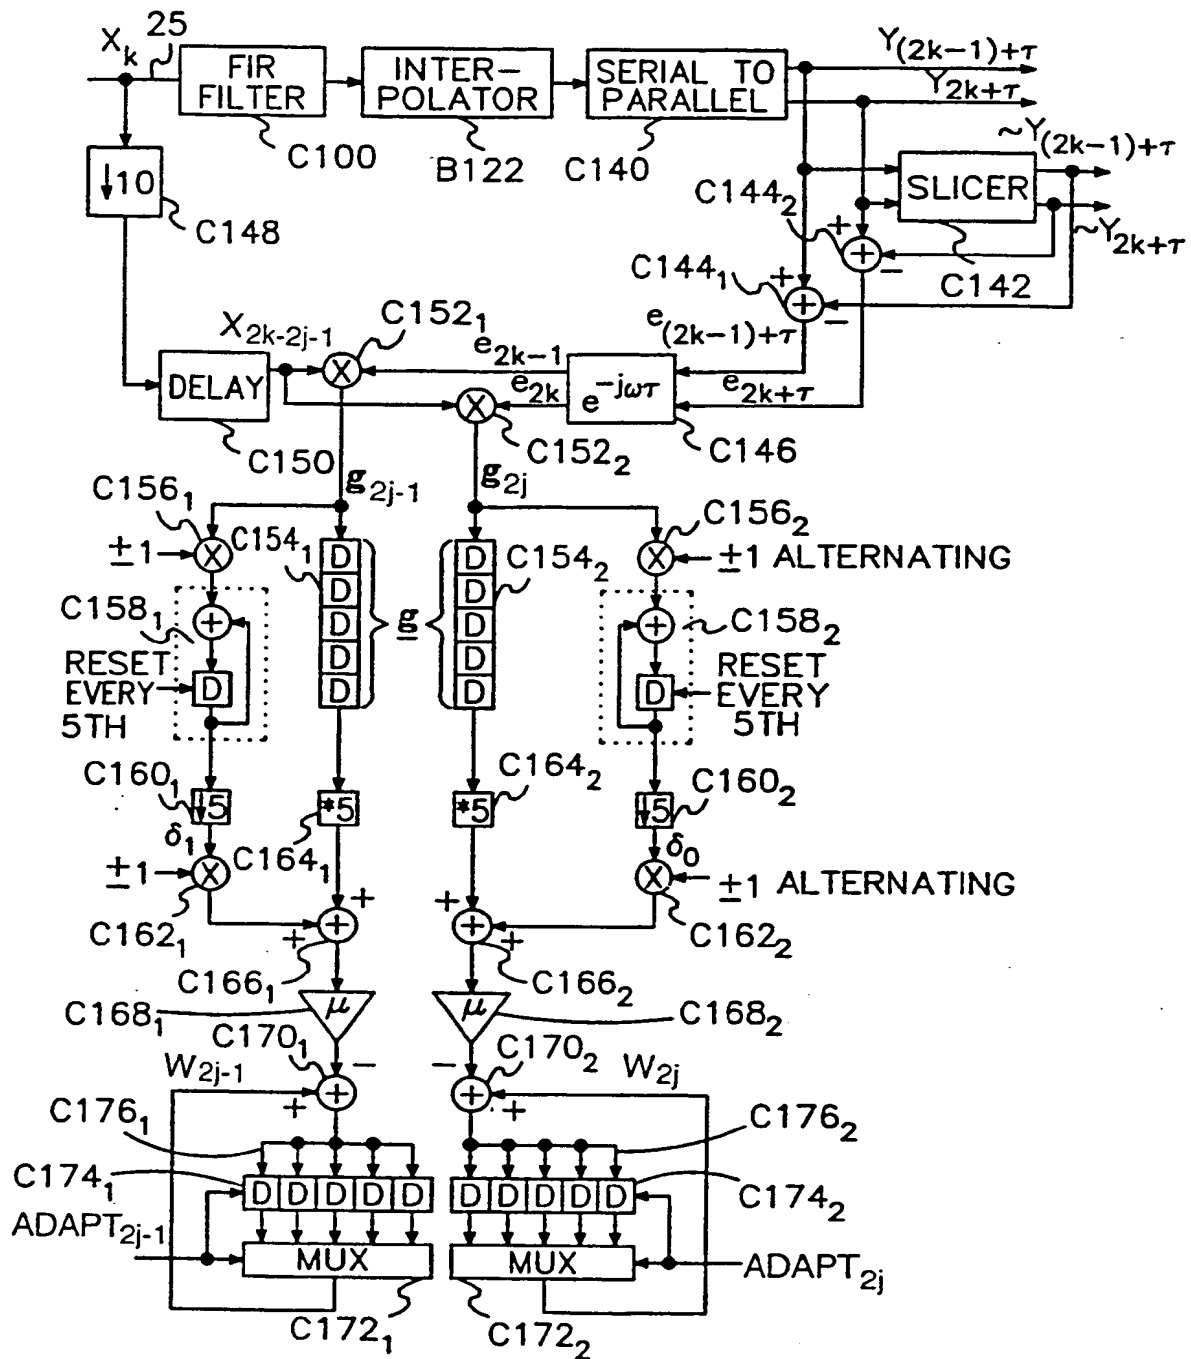 X_k
25
FIR FILTER
INTER-POLATOR
SERIAL TO PARALLEL
Y_(2k-1)+τ
Y_2k+τ
C100
B122
C140
~Y_(2k-1)+τ
↓10
C148
C144_2
SLICER
+
+
−
~Y_2k+τ
C142
C144_1
+
+
−
e_(2k-1)+τ
X_2k-2j-1
C152_1
DELAY
X
e_2k-1
e_2k
X
e^-jωτ
e_2k+τ
C150
C152_2
C146
g_2j-1
g_2j
C156_1
C156_2
±1
X
C154_1
D
D
D
D
D
g
D
D
D
D
D
C154_2
X
±1 ALTERNATING
C158_1
+
+
C158_2
RESET EVERY 5TH
D
D
RESET EVERY 5TH
C160_1
↓5
*5
C164_1
*5
C164_2
↓5
C160_2
δ_1
δ_0
±1
X
X
±1 ALTERNATING
C162_1
+
+
+
+
+
+
C162_2
C166_1
C166_2
C168_1
μ
μ
C168_2
C170_1
−
−
C170_2
W_2j-1
+
+
+
+
W_2j
C176_1
C176_2
C174_1
D D D D D
D D D D D
C174_2
ADAPT_2j-1
MUX
MUX
ADAPT_2j
C172_1
C172_2